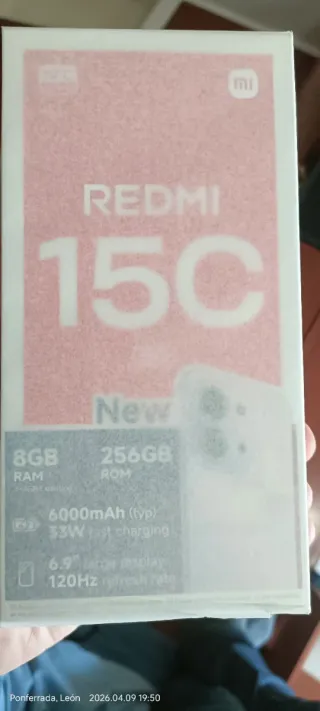 NFC
mi
REDMI
15C
New
8GB 256GB
RAM ROM
6000mAh (typ)
33W fast charging
6.9" large display
120Hz refresh rate
Ponferrada, León 2026.04.09 19:50